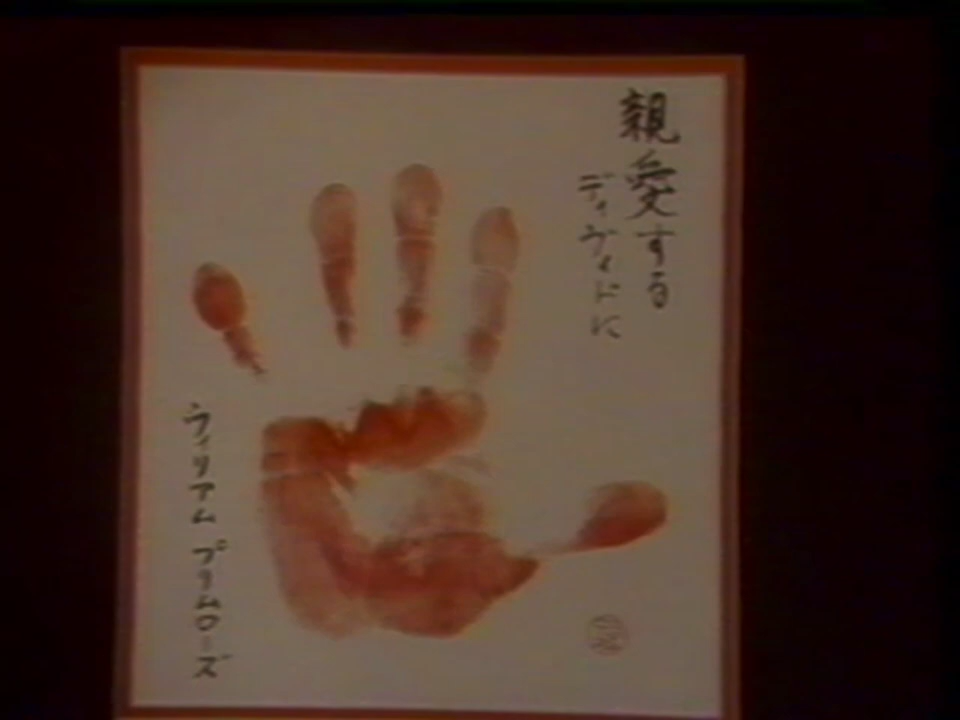 親愛する
ディヴィドに
ウィリアム プリムローズ